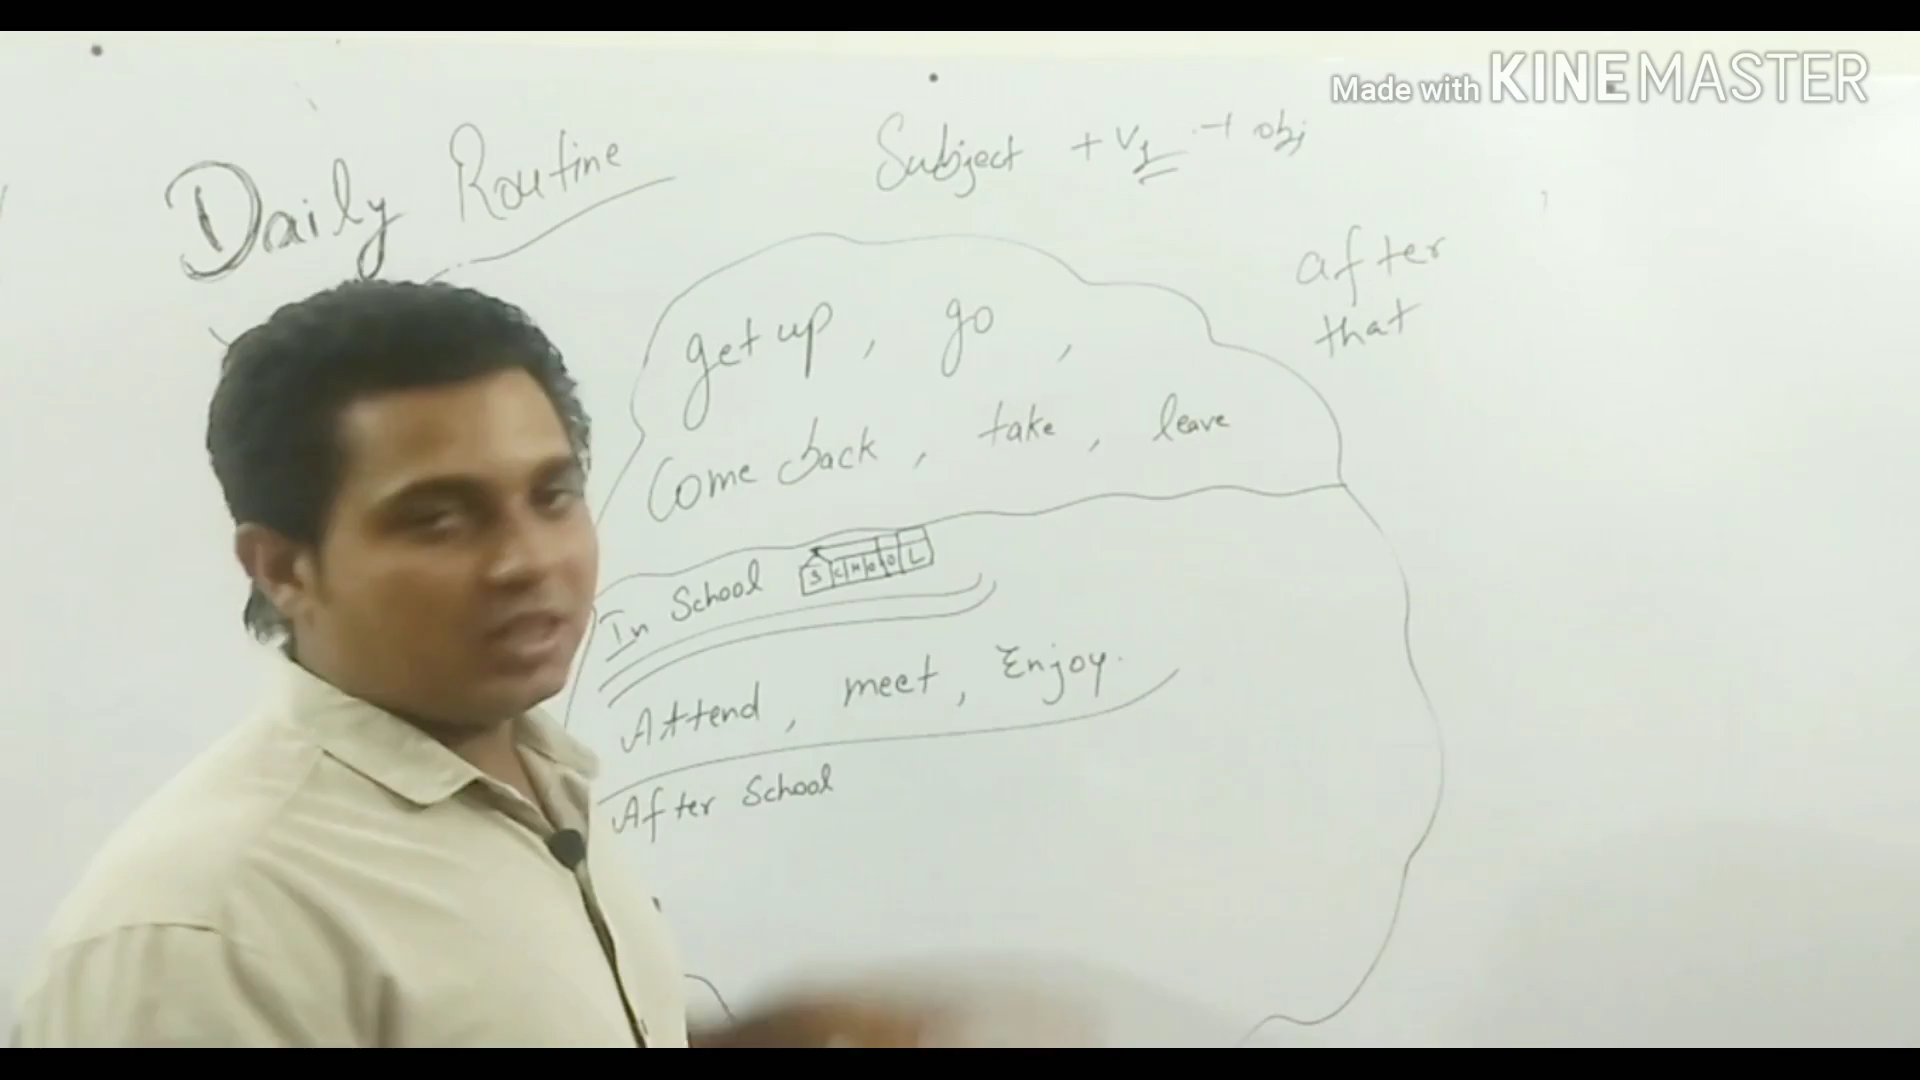 Made with KINEMASTER
Daily Routine
Subject + V1 + obj
after
that
get up, go,
Come back, take, leave
In School SCHOOL
Attend, meet, Enjoy.
After School